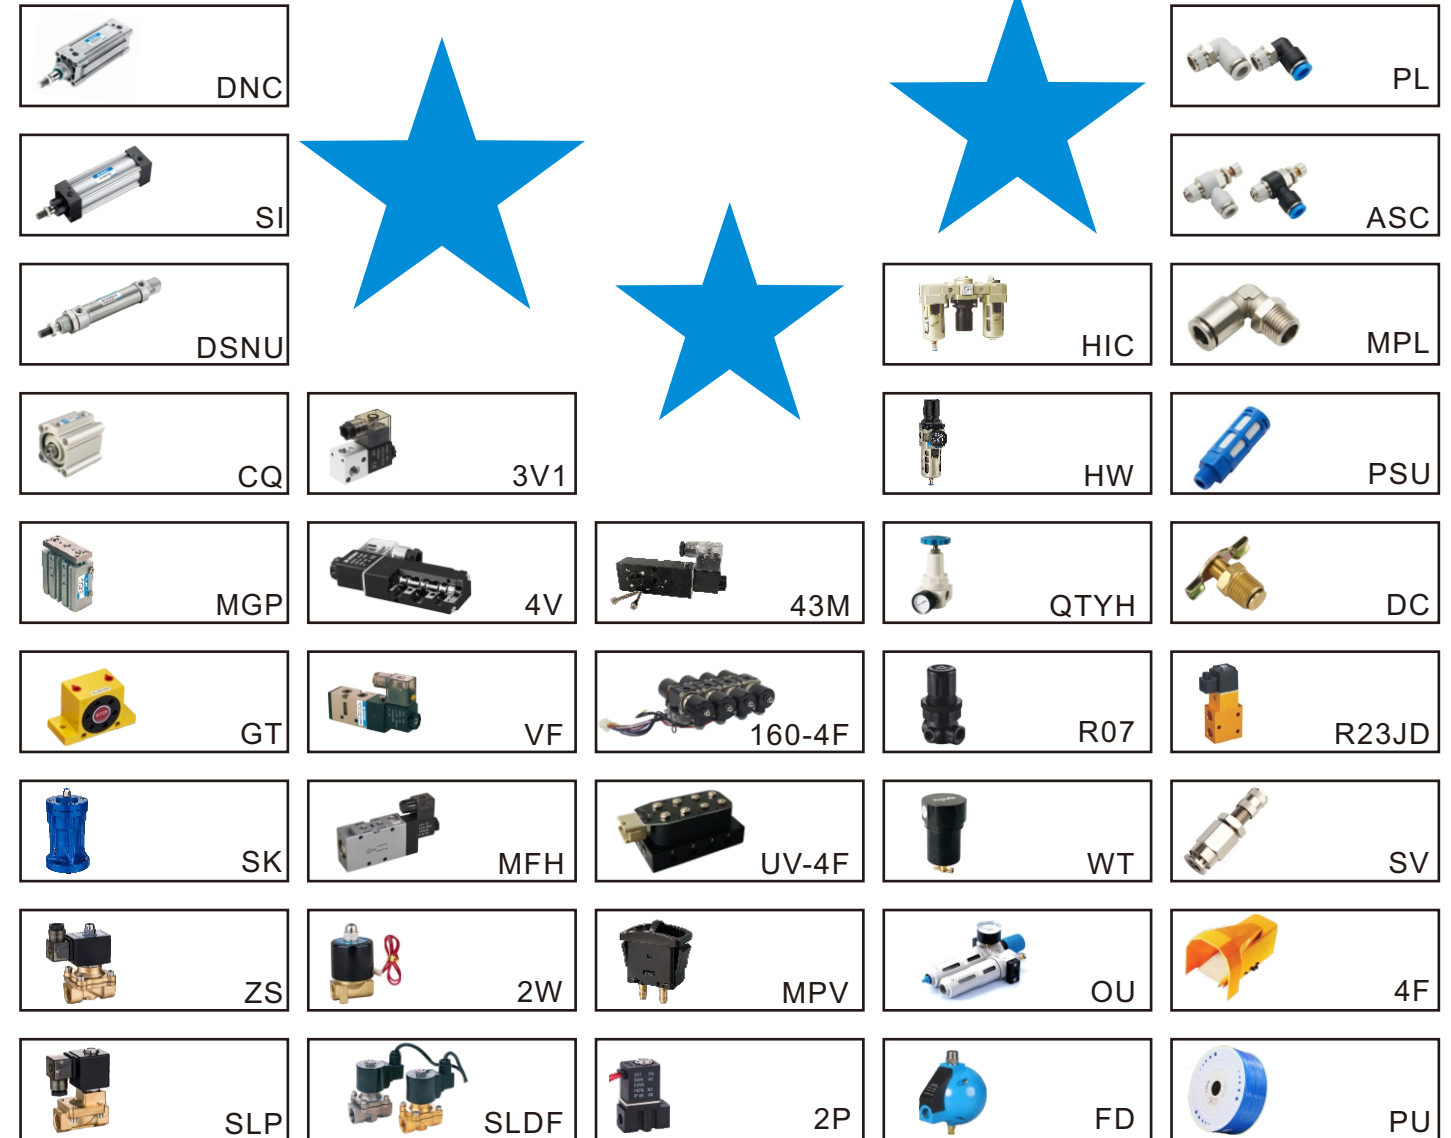 DNC
PL
SI
ASC
DSNU
HIC
MPL
CQ
3V1
HW
PSU
MGP
4V
43M
QTYH
DC
GT
VF
160-4F
R07
R23JD
SK
MFH
UV-4F
WT
SV
ZS
2W
MPV
OU
4F
SLP
SLDF
2P
FD
PU